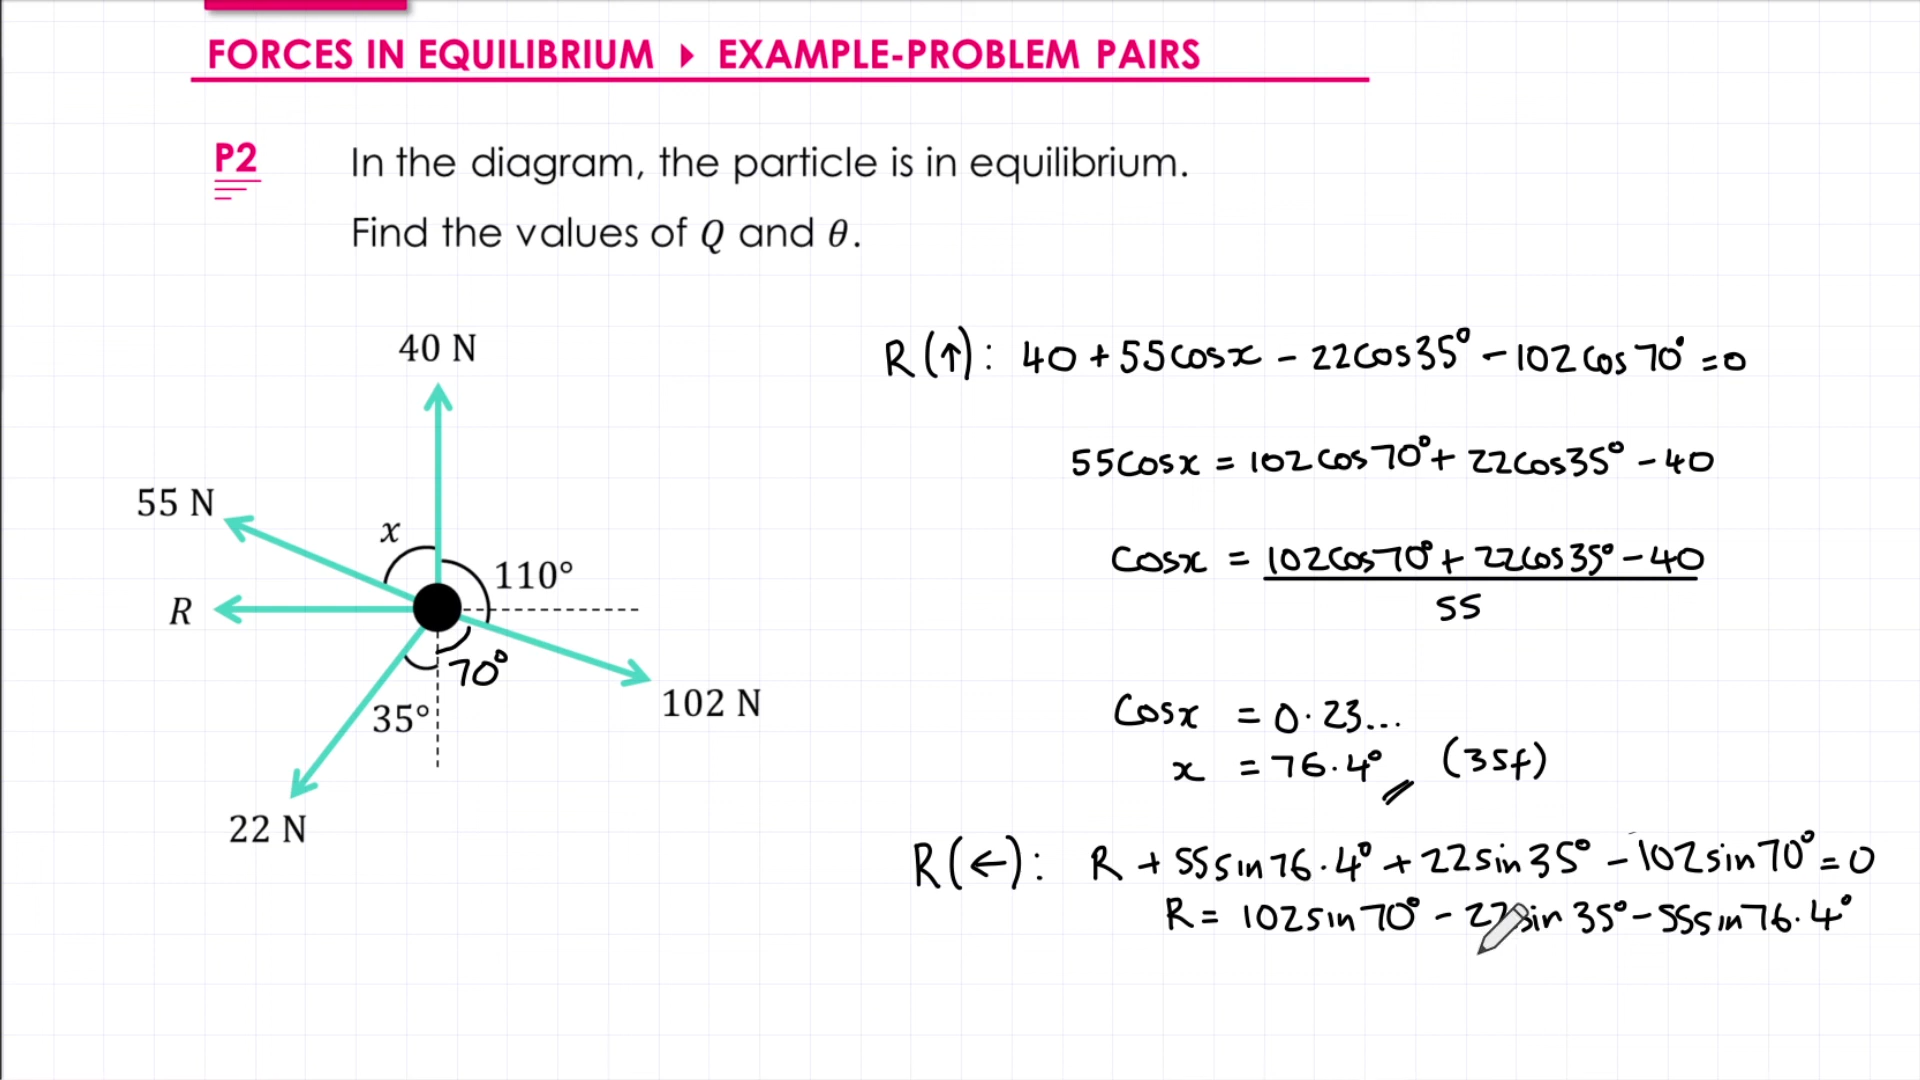 FORCES IN EQUILIBRIUM ▸ EXAMPLE-PROBLEM PAIRS
P2 In the diagram, the particle is in equilibrium.
Find the values of Q and θ.
40 N
55 N
x
110°
R
70°
35°
102 N
22 N
R(↑): 40 + 55cosx - 22cos35° - 102cos70° = 0
55cosx = 102cos70° + 22cos35° - 40
Cosx = 102cos70° + 22cos35° - 40
55
Cosx = 0.23...
x = 76.4° (3sf)
R(←): R + 55sin76.4° + 22sin35° - 102sin70° = 0
R = 102sin70° - 22sin35° - 55sin76.4°